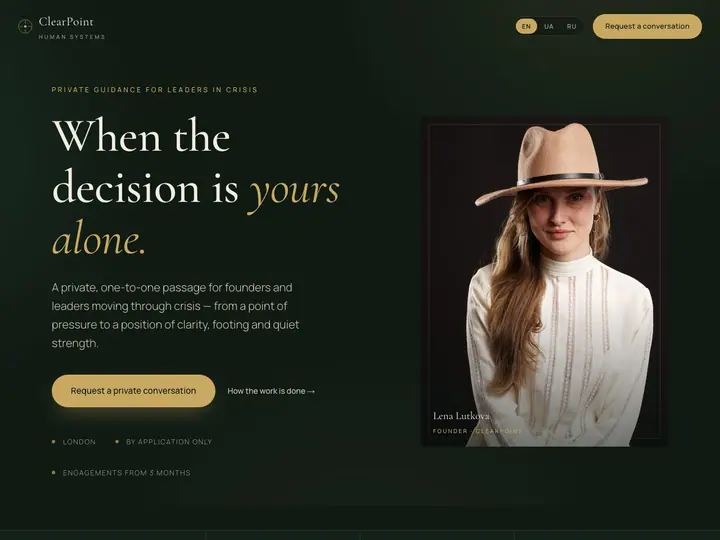 ClearPoint
HUMAN SYSTEMS
EN UA RU
Request a conversation
PRIVATE GUIDANCE FOR LEADERS IN CRISIS
When the
decision is yours
alone.
A private, one-to-one passage for founders and
leaders moving through crisis — from a point of
pressure to a position of clarity, footing and quiet
strength.
Request a private conversation
How the work is done →
LONDON
BY APPLICATION ONLY
ENGAGEMENTS FROM 3 MONTHS
Lena Lutkova
FOUNDER · CLEARPOINT